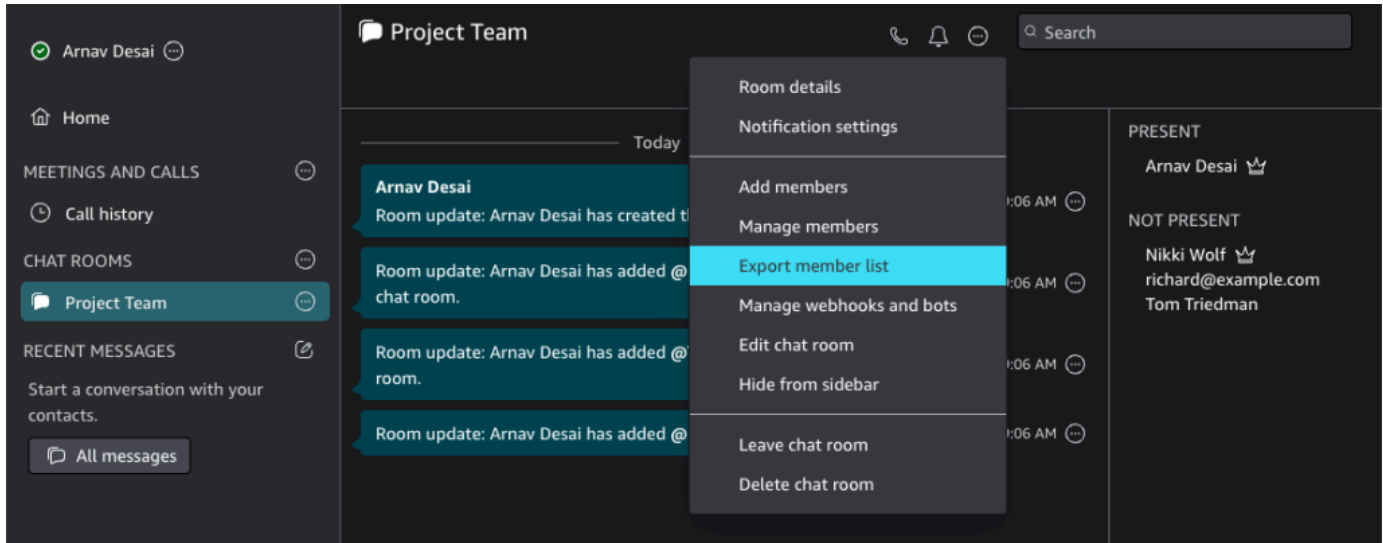 Arnav Desai
Home
MEETINGS AND CALLS
Call history
CHAT ROOMS
Project Team
RECENT MESSAGES
Start a conversation with your
contacts.
All messages
Project Team
Search
Today
Arnav Desai
Room update: Arnav Desai has created
:06 AM
Room update: Arnav Desai has added @
chat room.
:06 AM
Room update: Arnav Desai has added @
room.
:06 AM
Room update: Arnav Desai has added @
:06 AM
Room details
Notification settings
Add members
Manage members
Export member list
Manage webhooks and bots
Edit chat room
Hide from sidebar
Leave chat room
Delete chat room
PRESENT
Arnav Desai
NOT PRESENT
Nikki Wolf
richard@example.com
Tom Triedman